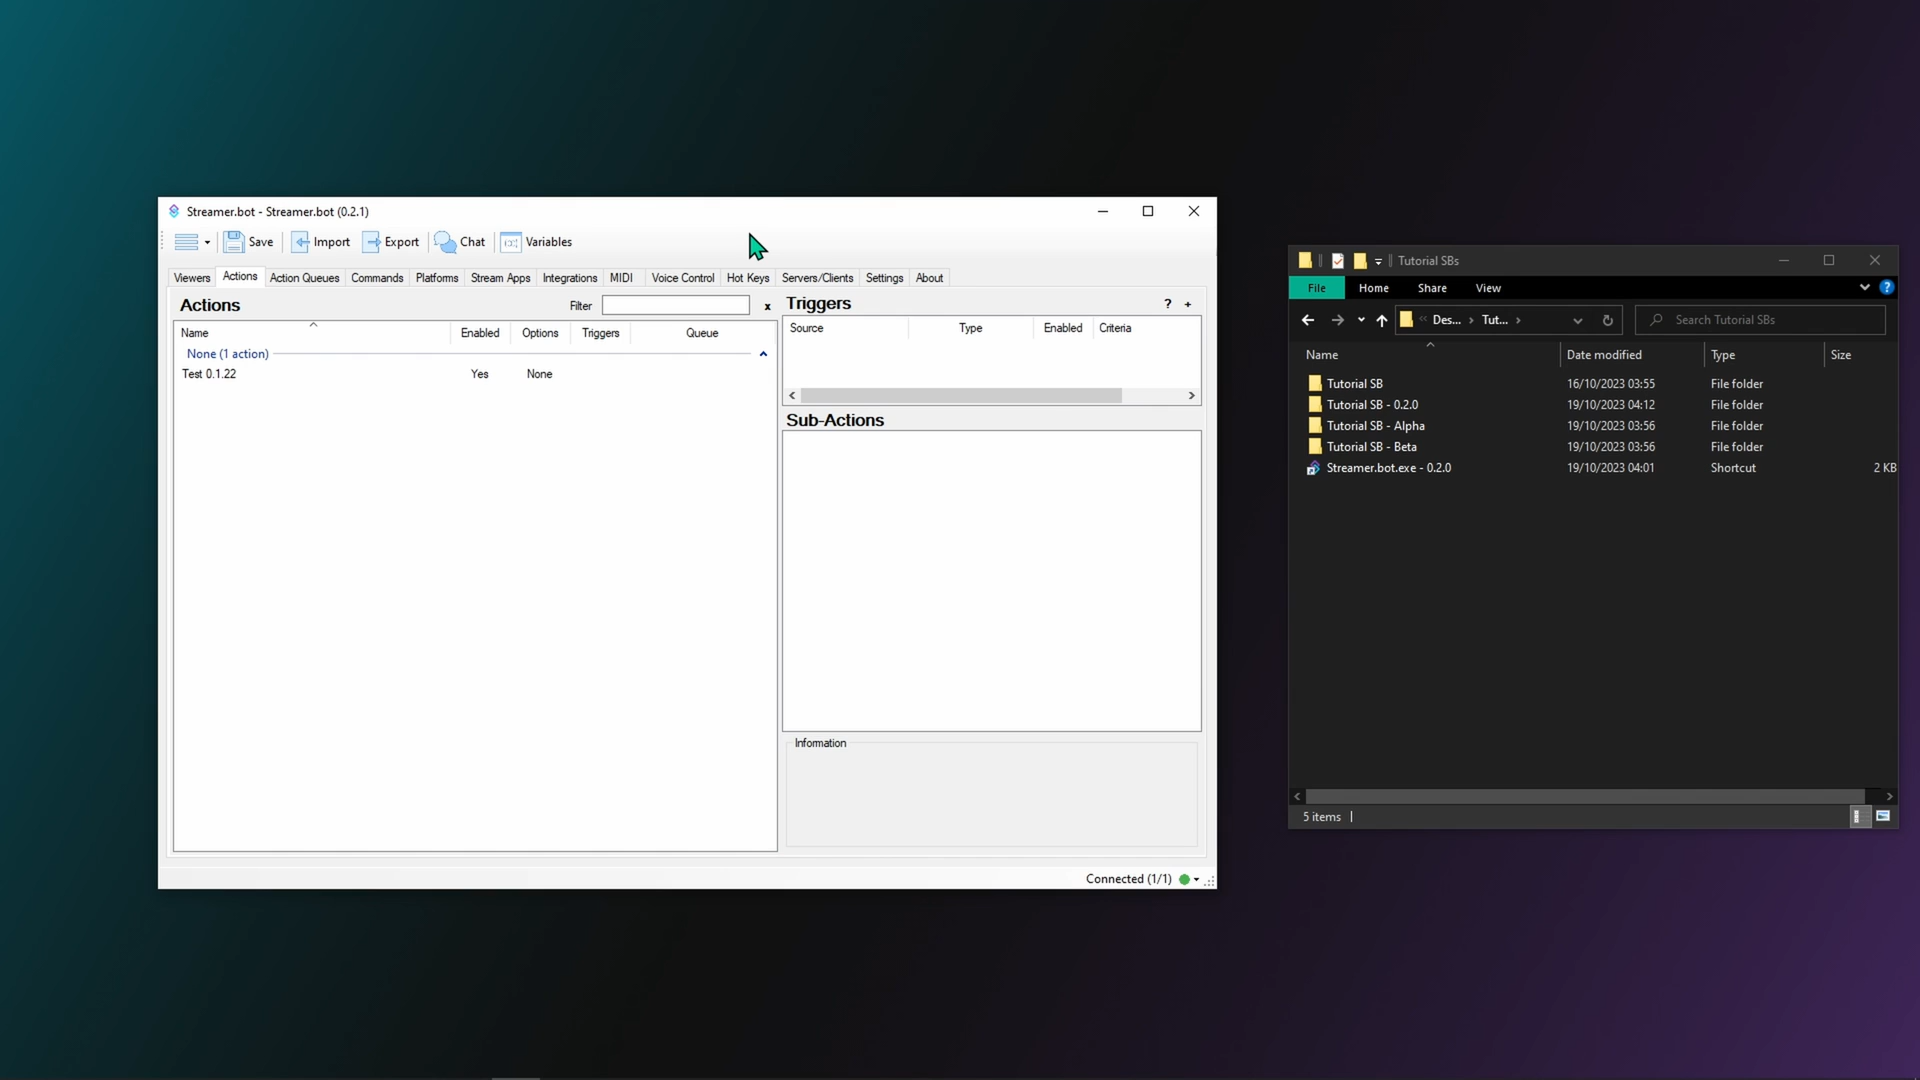 Streamer.bot - Streamer.bot (0.2.1)
Save Import Export Chat Variables
Viewers Actions Action Queues Commands Platforms Stream Apps Integrations MIDI Voice Control Hot Keys Servers/Clients Settings About
Actions Filter x
Name Enabled Options Triggers Queue
None (1 action)
Test 0.1.22 Yes None
Triggers ? +
Source Type Enabled Criteria
Sub-Actions
Information
Connected (1/1)
Tutorial SBs
File Home Share View ?
Des... Tut... Search Tutorial SBs
Name Date modified Type Size
Tutorial SB 16/10/2023 03:55 File folder
Tutorial SB - 0.2.0 19/10/2023 04:12 File folder
Tutorial SB - Alpha 19/10/2023 03:56 File folder
Tutorial SB - Beta 19/10/2023 03:56 File folder
Streamer.bot.exe - 0.2.0 19/10/2023 04:01 Shortcut 2 KB
5 items